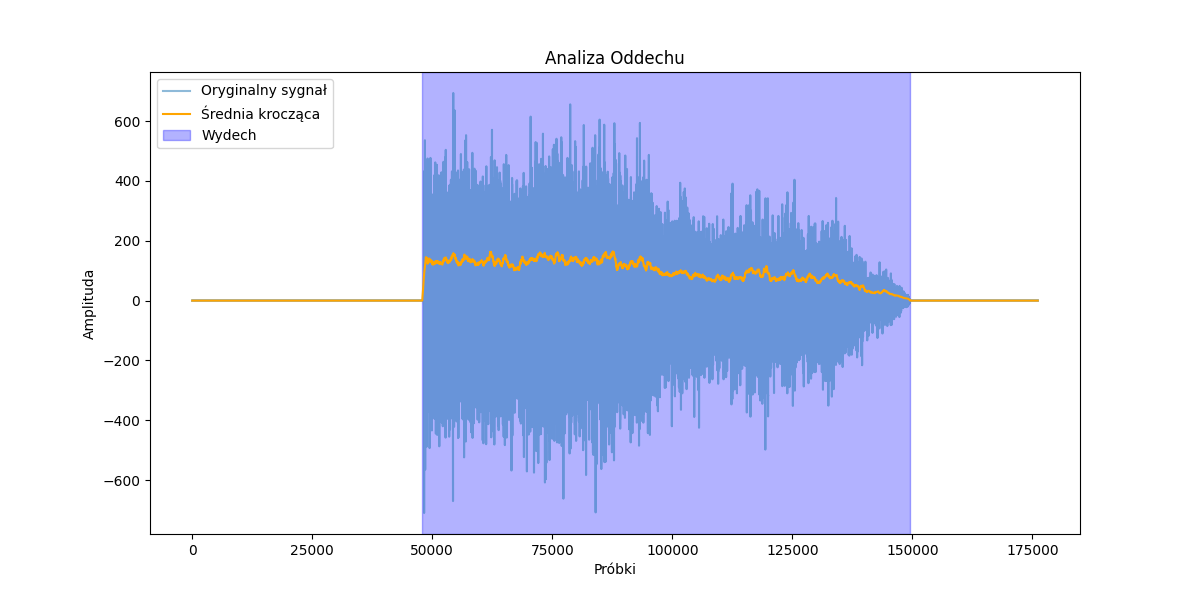 Analiza Oddechu
Oryginalny sygnał
Średnia krocząca
Wydech
Amplituda
600
400
200
0
−200
−400
−600
0 25000 50000 75000 100000 125000 150000 175000
Próbki